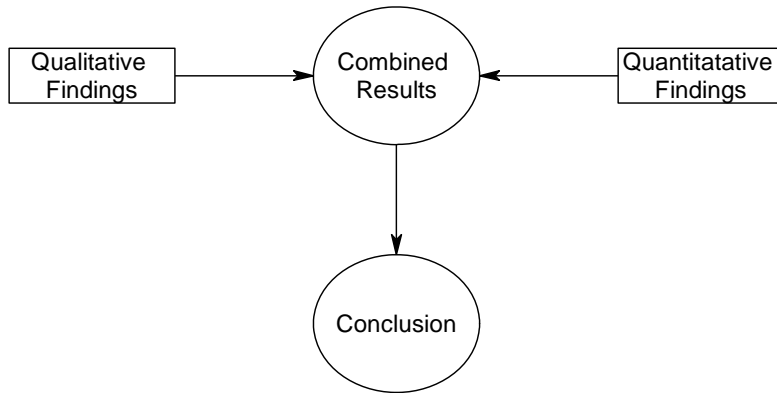 Qualitative
Findings
Combined
Results
Quantitatative
Findings
Conclusion